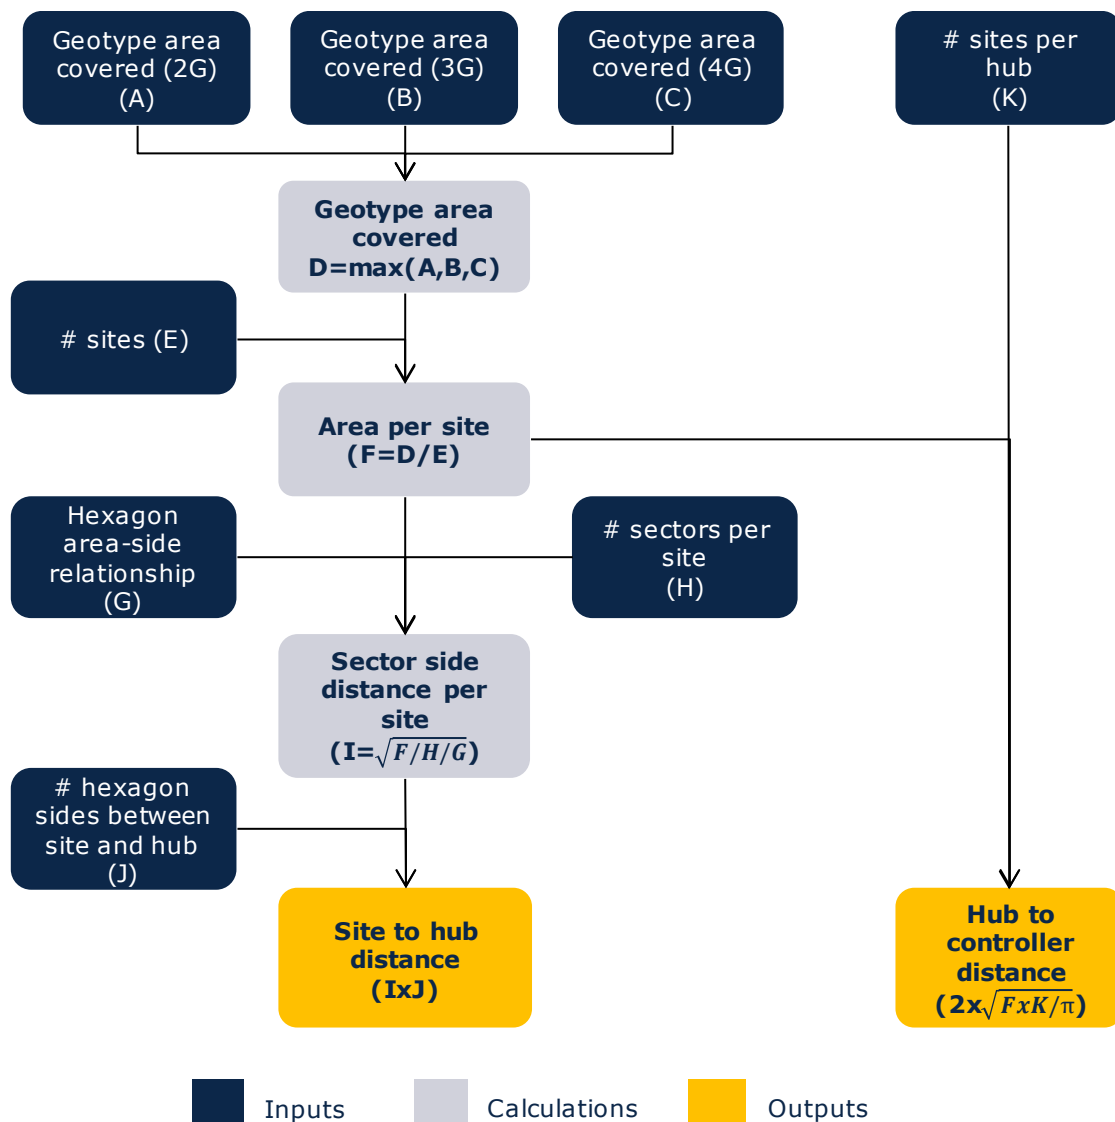 Geotype area
covered (2G)
(A)
Geotype area
covered (3G)
(B)
Geotype area
covered (4G)
(C)
# sites per
hub
(K)
Geotype area
covered
D=max(A,B,C)
# sites (E)
Area per site
(F=D/E)
Hexagon
area-side
relationship
(G)
# sectors per
site
(H)
Sector side
distance per
site
(I=√F/H/G)
# hexagon
sides between
site and hub
(J)
Site to hub
distance
(IxJ)
Hub to
controller
distance
(2x√FxK/π)
Inputs
Calculations
Outputs